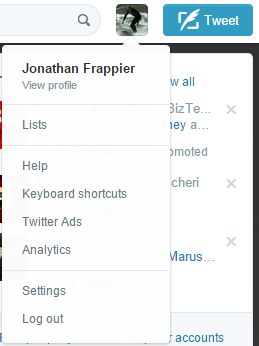 Tweet
Jonathan Frappier
View profile
w all
BizTe...
Lists
ney a...
Help
omoted
Keyboard shortcuts
cheri
Twitter Ads
Analytics
Marus...
Settings
Log out
r accounts